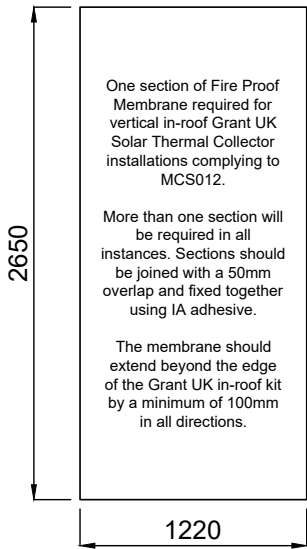 One section of Fire Proof
Membrane required for
vertical in-roof Grant UK
Solar Thermal Collector
installations complying to
MCS012.
More than one section will
be required in all
instances. Sections should
be joined with a 50mm
overlap and fixed together
using IA adhesive.
The membrane should
extend beyond the edge
of the Grant UK in-roof kit
by a minimum of 100mm
in all directions.
2650
1220